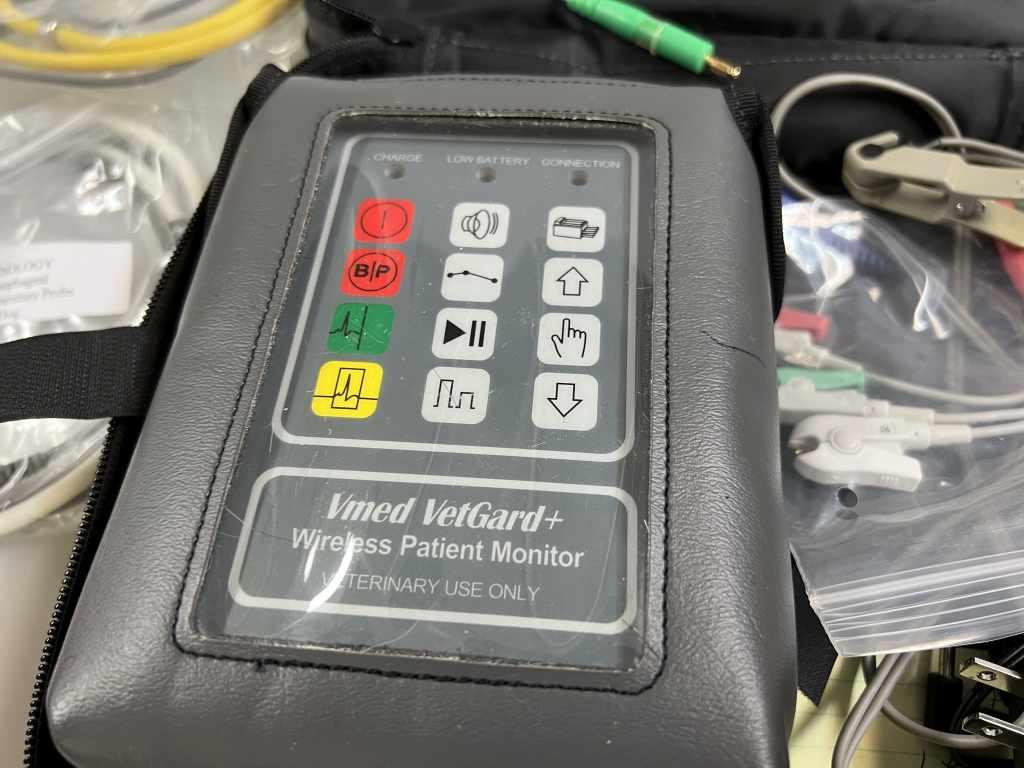 CHARGE LOW BATTERY CONNECTION
B|P
Vmed VetGard+
Wireless Patient Monitor
VETERINARY USE ONLY